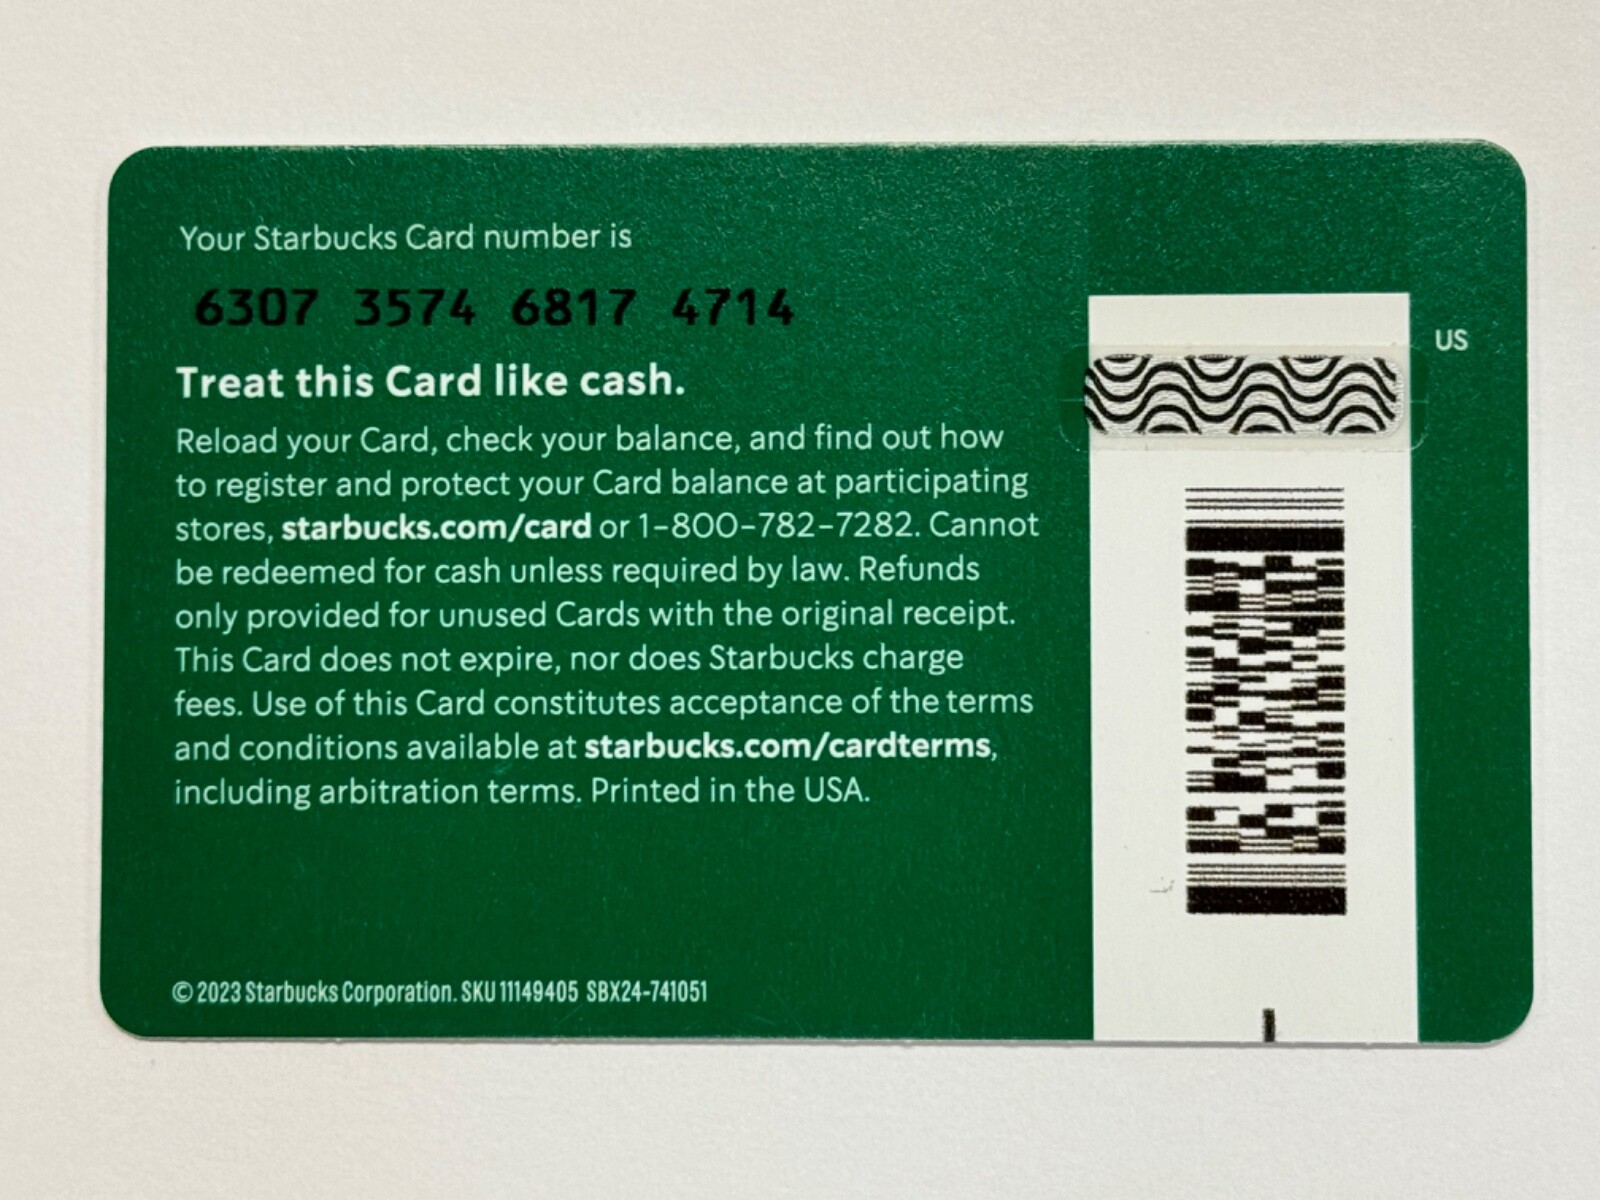 Your Starbucks Card number is
6307 3574 6817 4714
Treat this Card like cash.
Reload your Card, check your balance, and find out how
to register and protect your Card balance at participating
stores, starbucks.com/card or 1-800-782-7282. Cannot
be redeemed for cash unless required by law. Refunds
only provided for unused Cards with the original receipt.
This Card does not expire, nor does Starbucks charge
fees. Use of this Card constitutes acceptance of the terms
and conditions available at starbucks.com/cardterms,
including arbitration terms. Printed in the USA.
© 2023 Starbucks Corporation. SKU 11149405 SBX24-741051
US